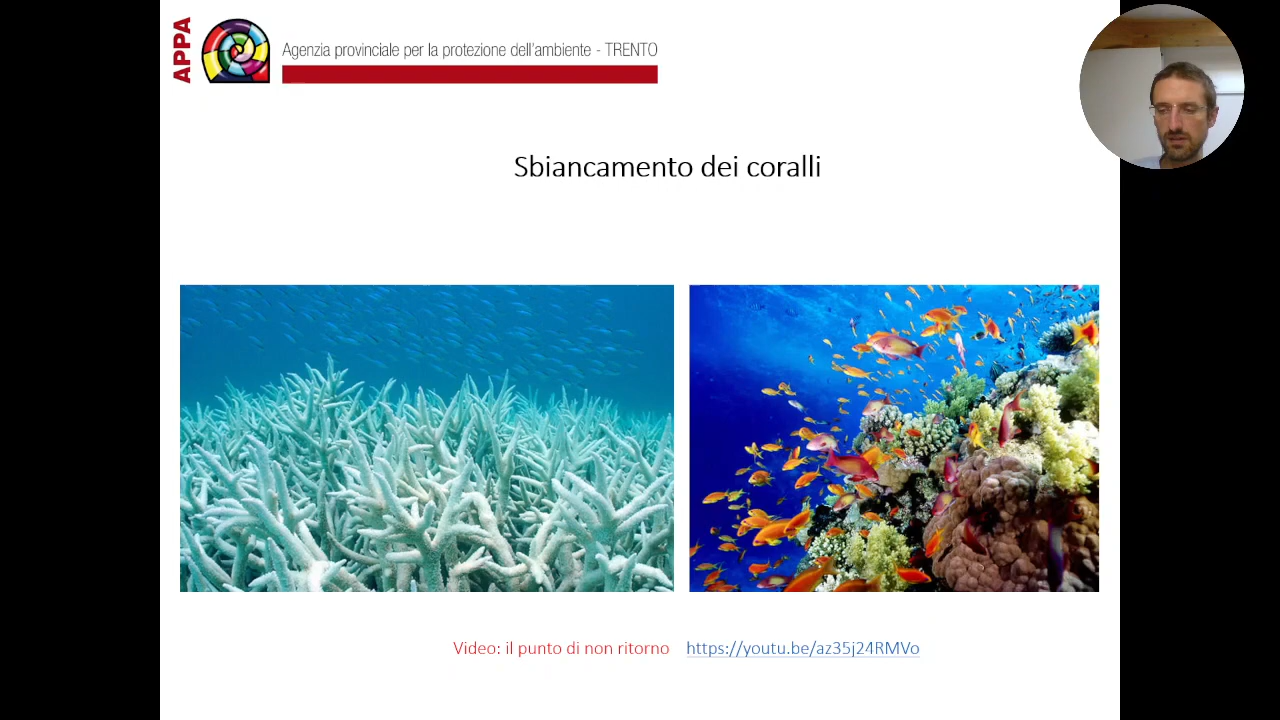 APPA
Agenzia provinciale per la protezione dell'ambiente - TRENTO
Sbiancamento dei coralli
Video: il punto di non ritorno https://youtu.be/az35j24RMVo